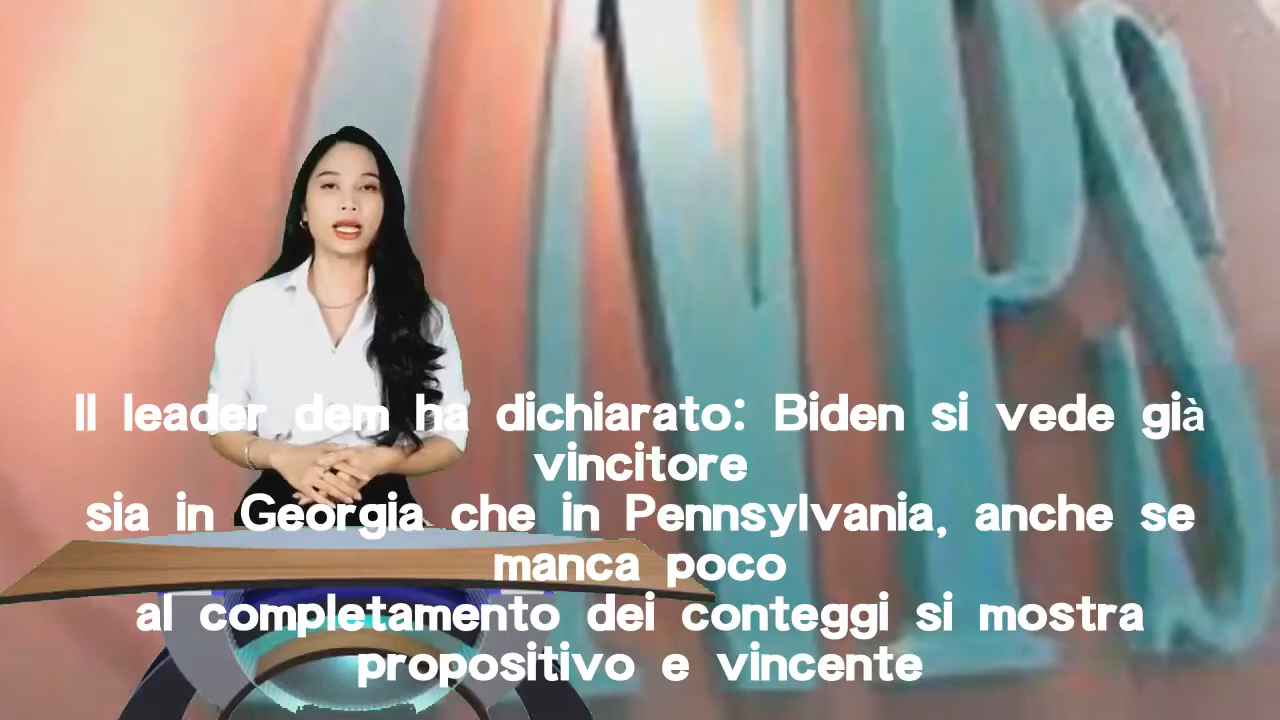 NPS
Il leader dem ha dichiarato: Biden si vede già
vincitore
sia in Georgia che in Pennsylvania, anche se
manca poco
al completamento dei conteggi si mostra
propositivo e vincente